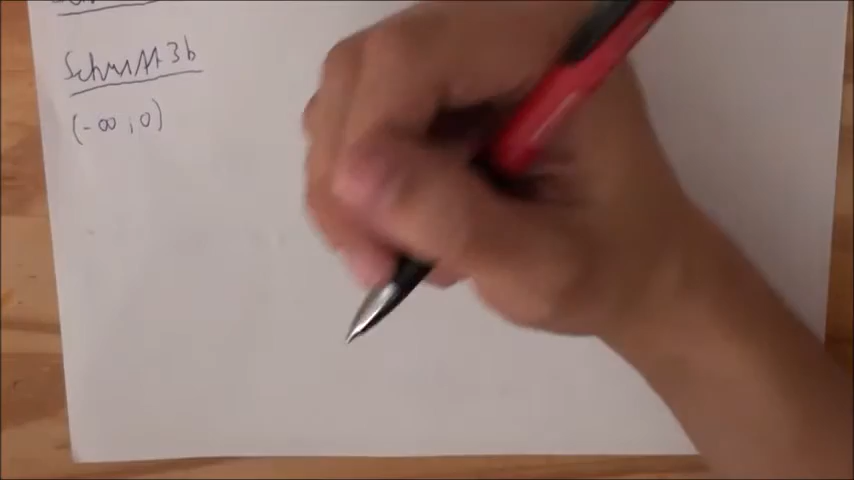 Schritt 3b
(-∞ ; 0)